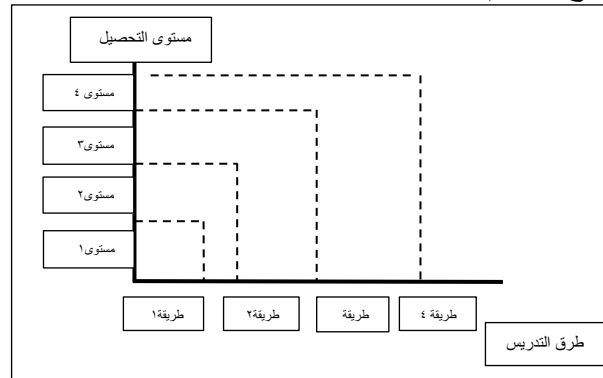 مستوى التحصيل
مستوى ٤
مستوى٣
مستوى٢
مستوى١
طريقة١
طريقة٢
طريقة
طريقة ٤
طرق التدريس